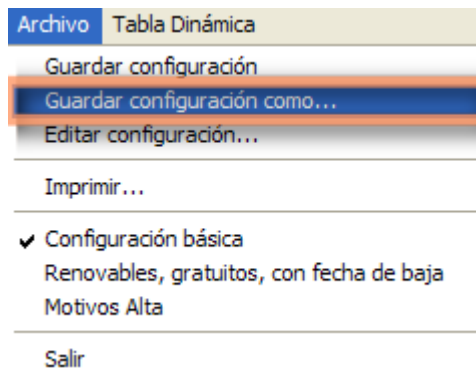 Archivo Tabla Dinámica
Guardar configuración
Guardar configuración como...
Editar configuración...
Imprimir...
Configuración básica
Renovables, gratuitos, con fecha de baja
Motivos Alta
Salir